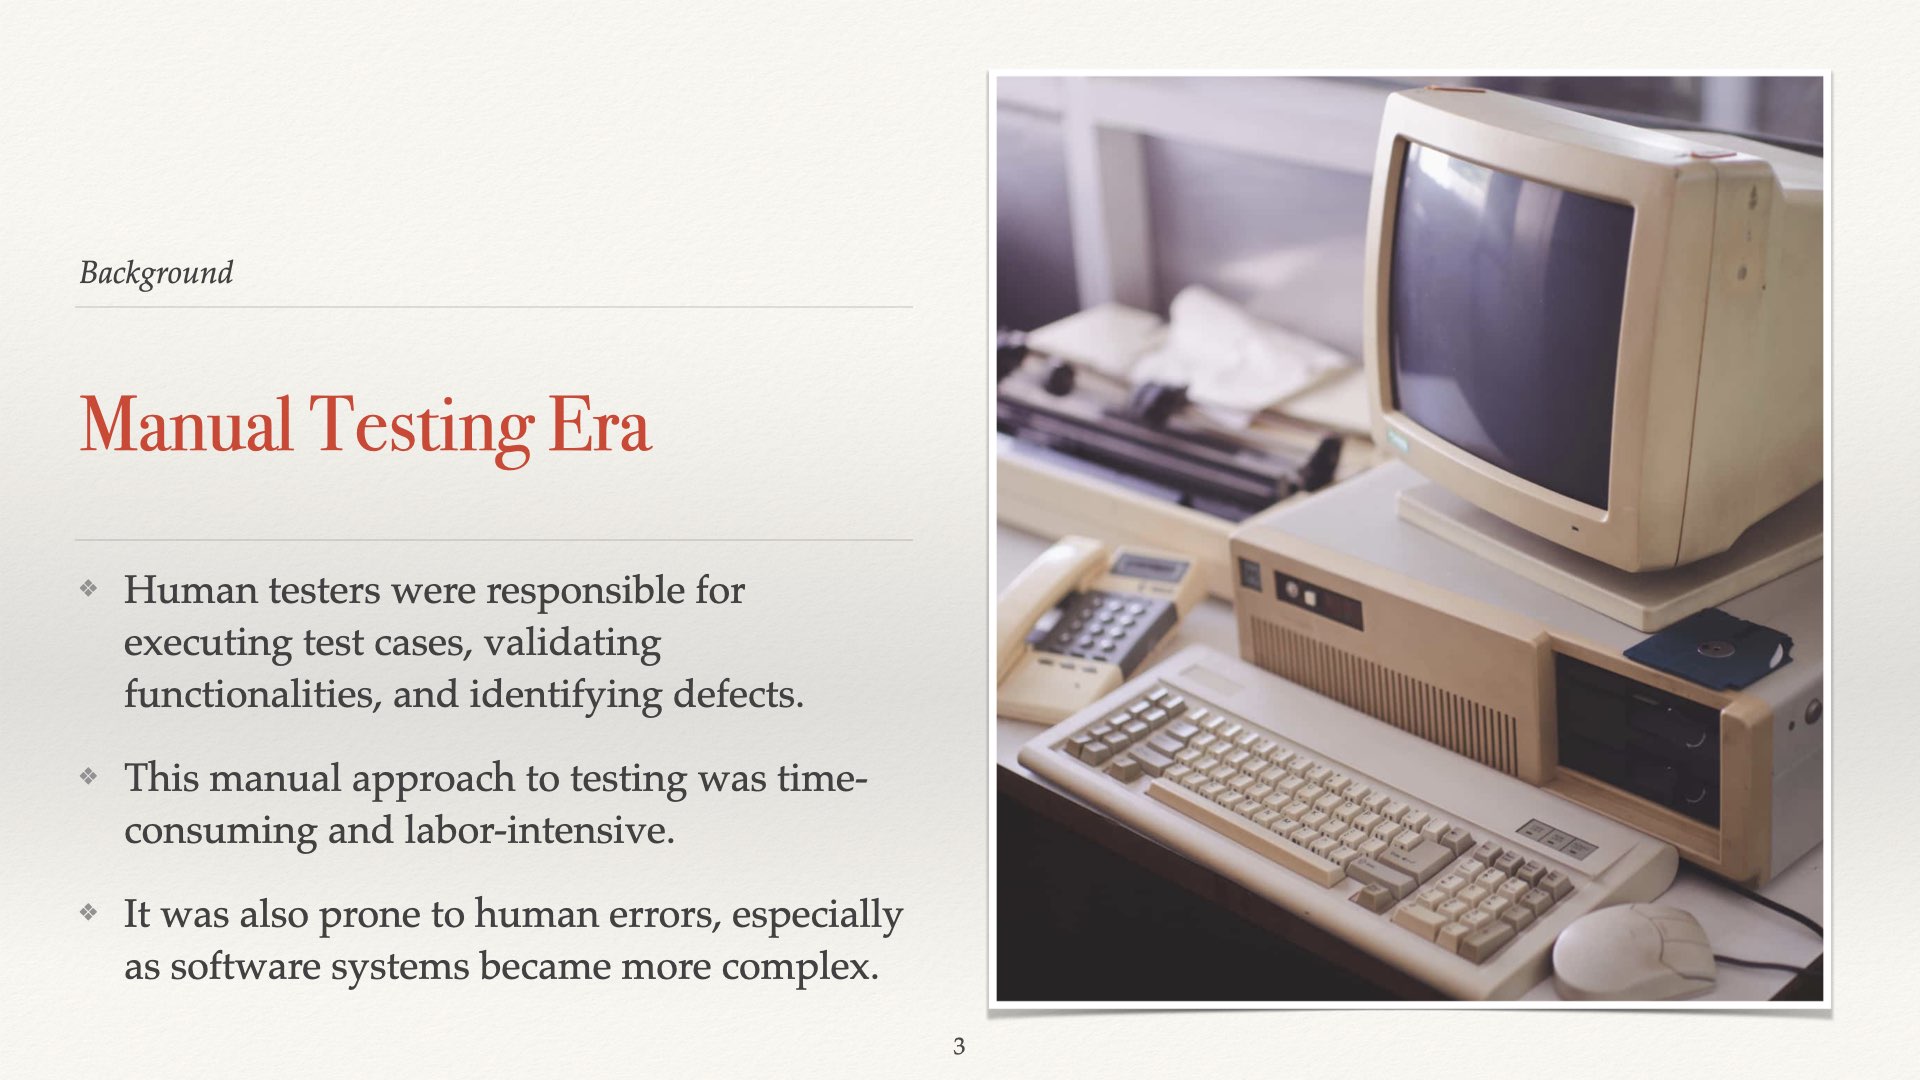 Background
Manual Testing Era
❖ Human testers were responsible for
executing test cases, validating
functionalities, and identifying defects.
❖ This manual approach to testing was time-
consuming and labor-intensive.
❖ It was also prone to human errors, especially
as software systems became more complex.
3